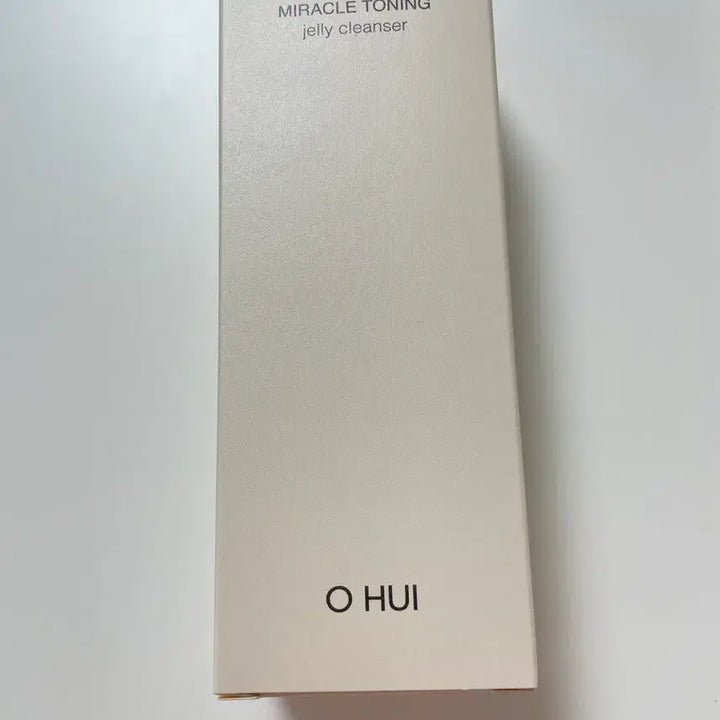 MIRACLE TONING
jelly cleanser
O HUI